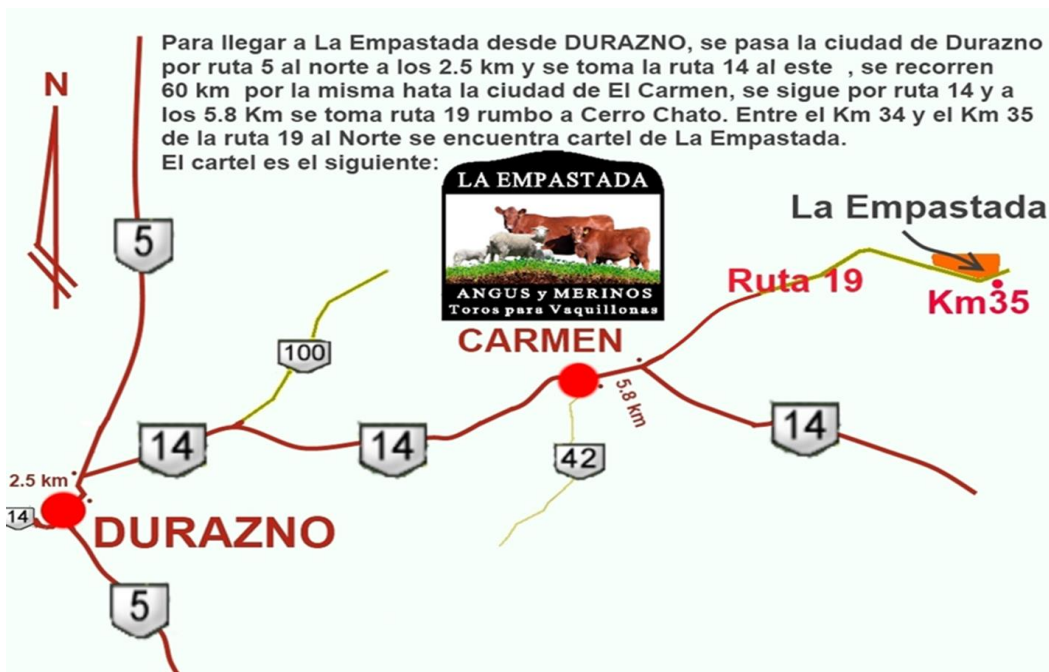 Para llegar a La Empastada desde DURAZNO, se pasa la ciudad de Durazno
por ruta 5 al norte a los 2.5 km y se toma la ruta 14 al este , se recorren
60 km por la misma hata la ciudad de El Carmen, se sigue por ruta 14 y a
los 5.8 Km se toma ruta 19 rumbo a Cerro Chato. Entre el Km 34 y el Km 35
de la ruta 19 al Norte se encuentra cartel de La Empastada.
El cartel es el siguiente:
N
LA EMPASTADA
ANGUS y MERINOS
Toros para Vaquillonas
La Empastada
5
Ruta 19
Km35
100
CARMEN
5.8 km
14
14
14
42
2.5 km
14
DURAZNO
5